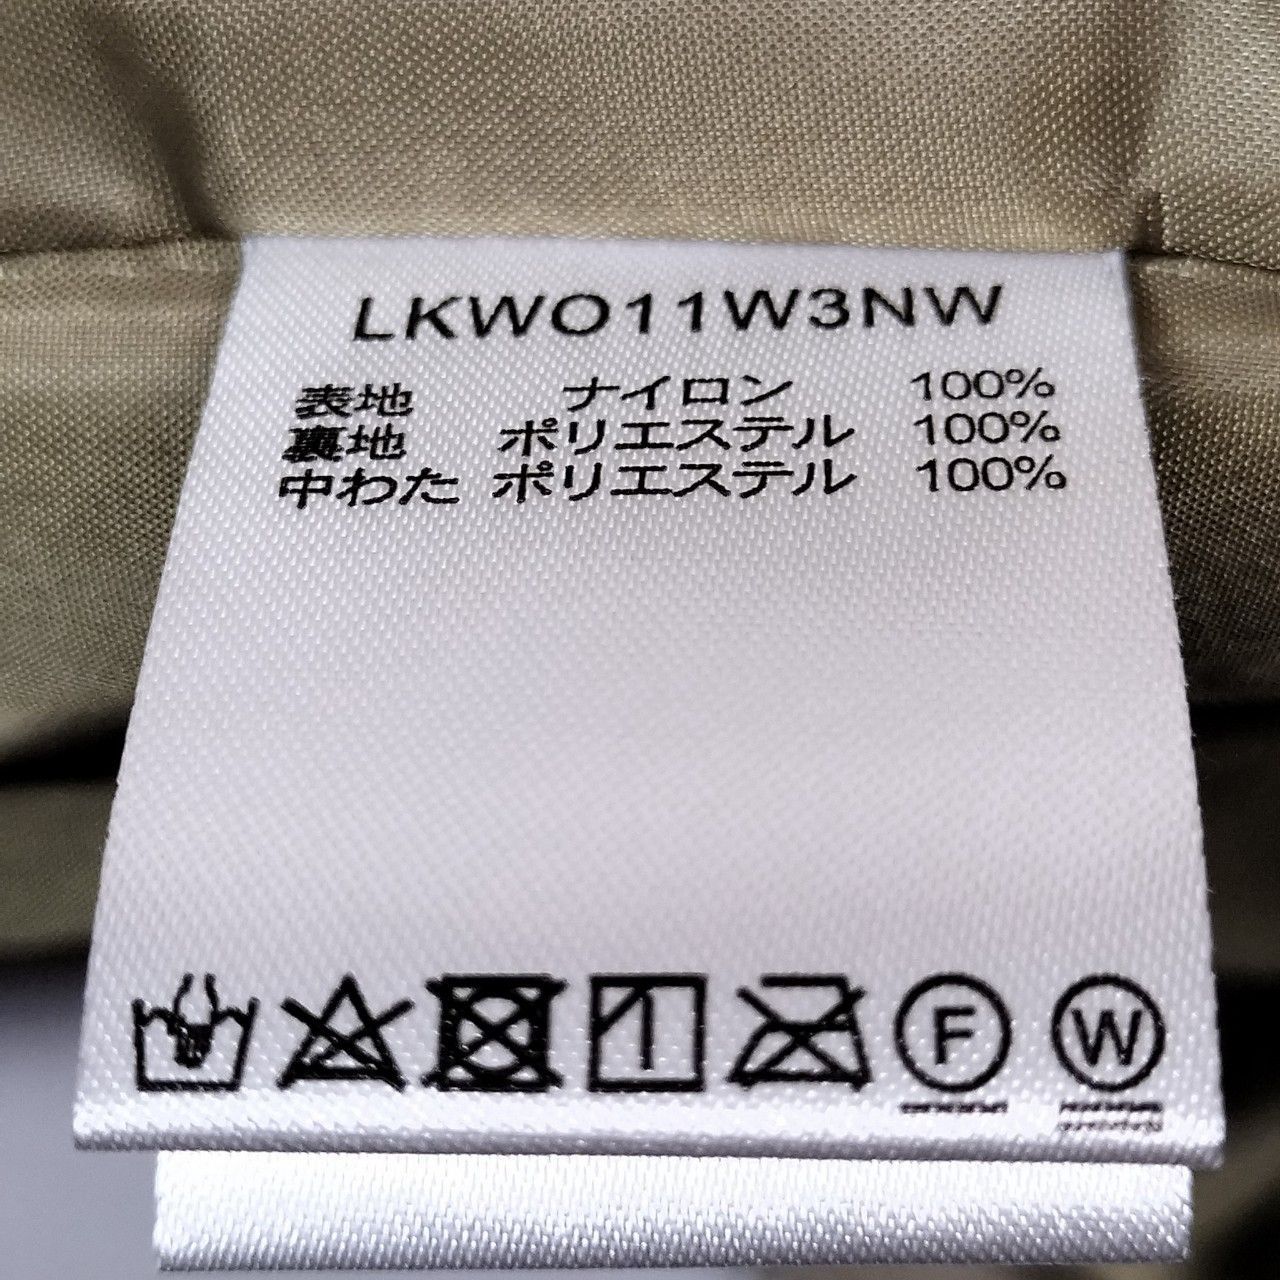 LKWO11W3NW
表地 ナイロン 100%
裏地 ポリエステル 100%
中わた ポリエステル 100%
F W